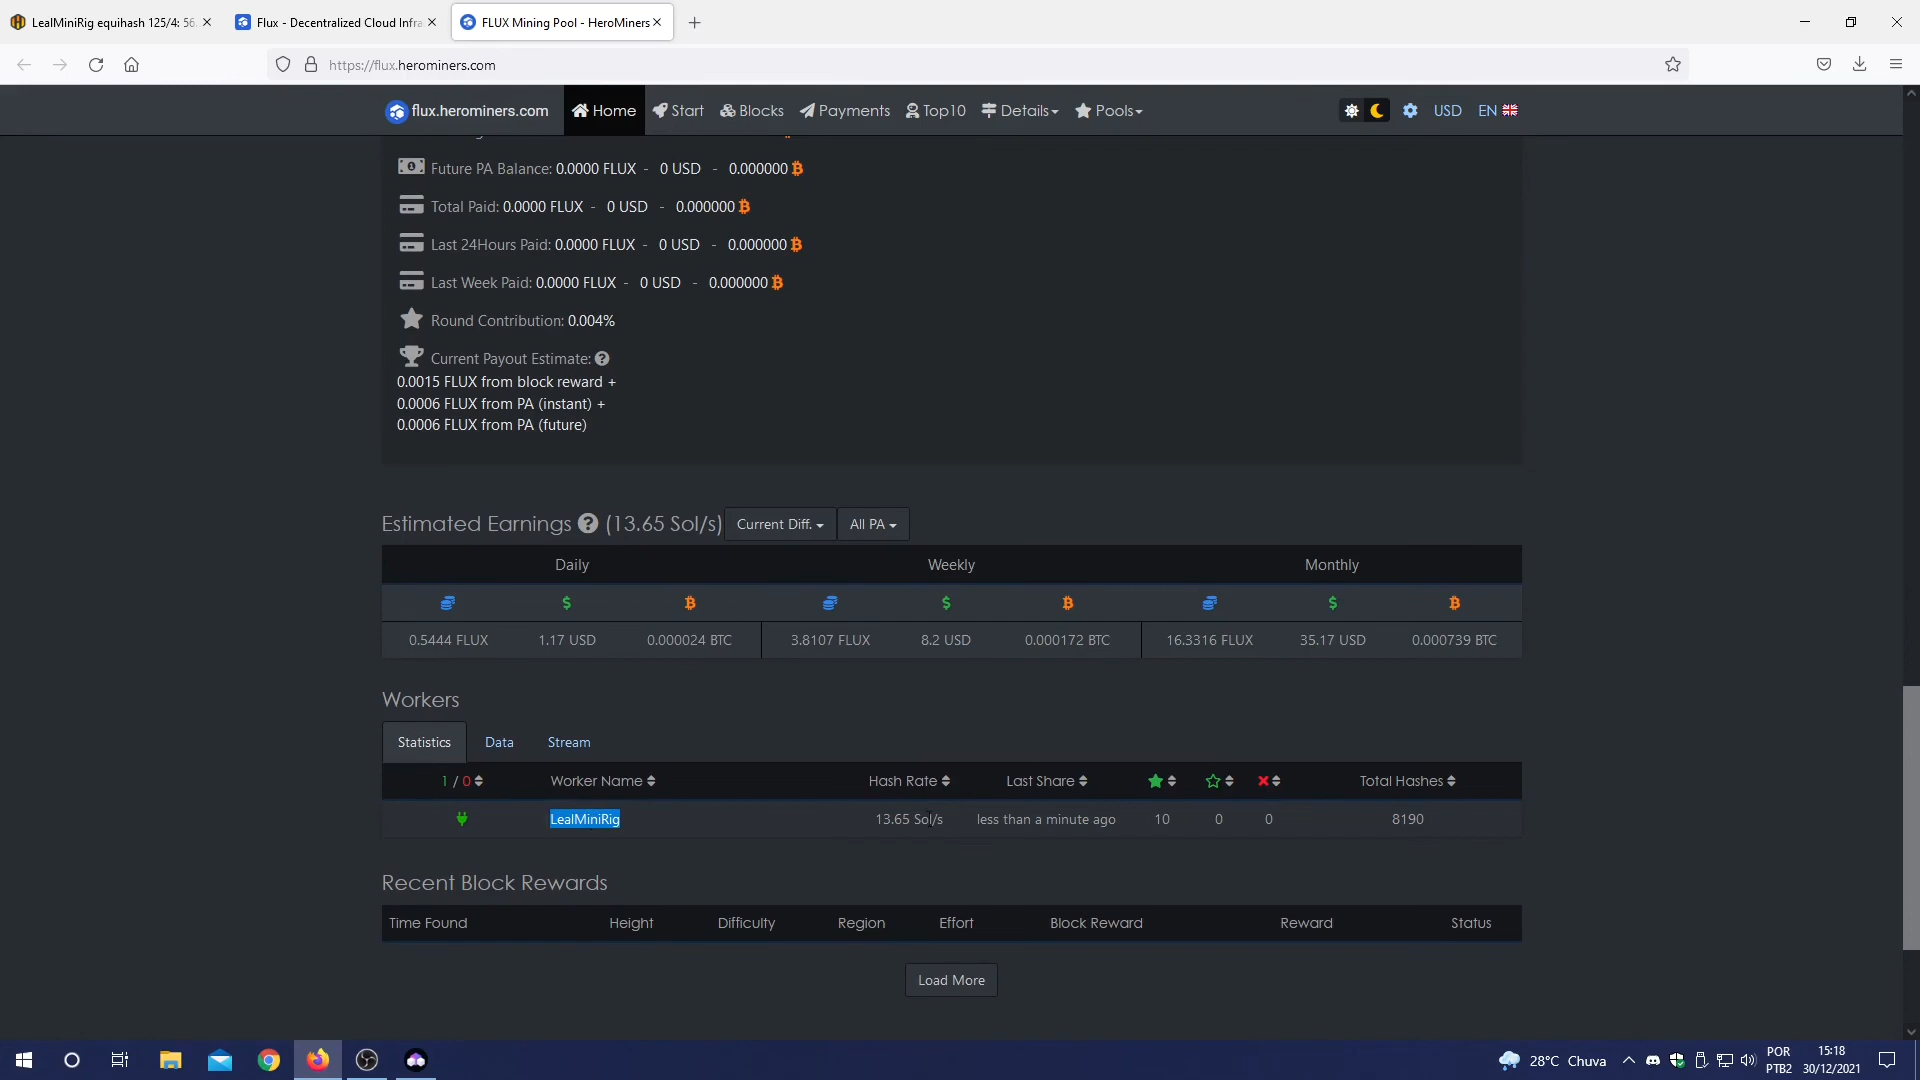 LealMiniRig equihash 125/4: 56.
Flux - Decentralized Cloud Infra
FLUX Mining Pool - HeroMiners
https://flux.herominers.com
flux.herominers.com
Home
Start
Blocks
Payments
Top10
Details
Pools
USD
EN
Future PA Balance: 0.0000 FLUX - 0 USD - 0.000000
Total Paid: 0.0000 FLUX - 0 USD - 0.000000
Last 24Hours Paid: 0.0000 FLUX - 0 USD - 0.000000
Last Week Paid: 0.0000 FLUX - 0 USD - 0.000000
Round Contribution: 0.004%
Current Payout Estimate:
0.0015 FLUX from block reward +
0.0006 FLUX from PA (instant) +
0.0006 FLUX from PA (future)
Estimated Earnings (13.65 Sol/s) Current Diff. All PA
Daily Weekly Monthly
0.5444 FLUX 1.17 USD 0.000024 BTC 3.8107 FLUX 8.2 USD 0.000172 BTC 16.3316 FLUX 35.17 USD 0.000739 BTC
Workers
Statistics Data Stream
1 / 0 Worker Name Hash Rate Last Share Total Hashes
LealMiniRig 13.65 Sol/s less than a minute ago 10 0 0 8190
Recent Block Rewards
Time Found Height Difficulty Region Effort Block Reward Reward Status
Load More
28°C Chuva
POR
PTB2
15:18
30/12/2021